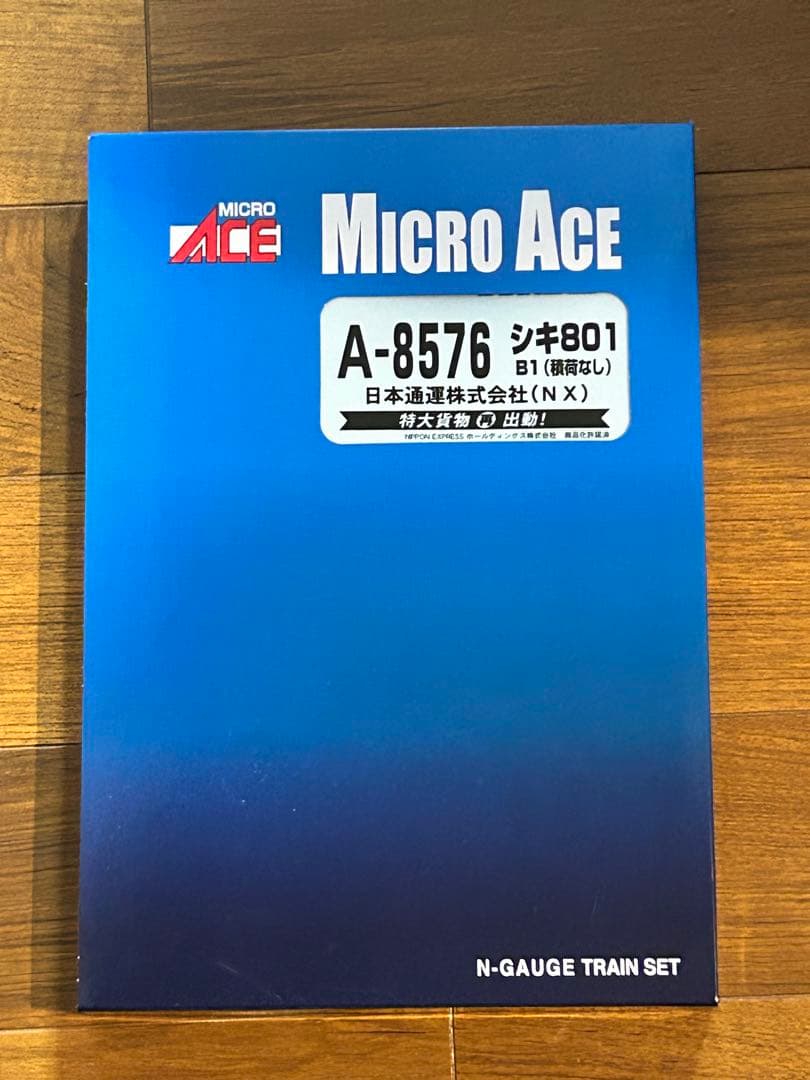 MICRO
ACE
MICRO ACE
A-8576 シキ801
B1(積荷なし)
日本通運株式会社(NX)
特大貨物 再 出動!
NIPPON EXPRESS ホールディングス株式会社 商品化許諾済
N-GAUGE TRAIN SET